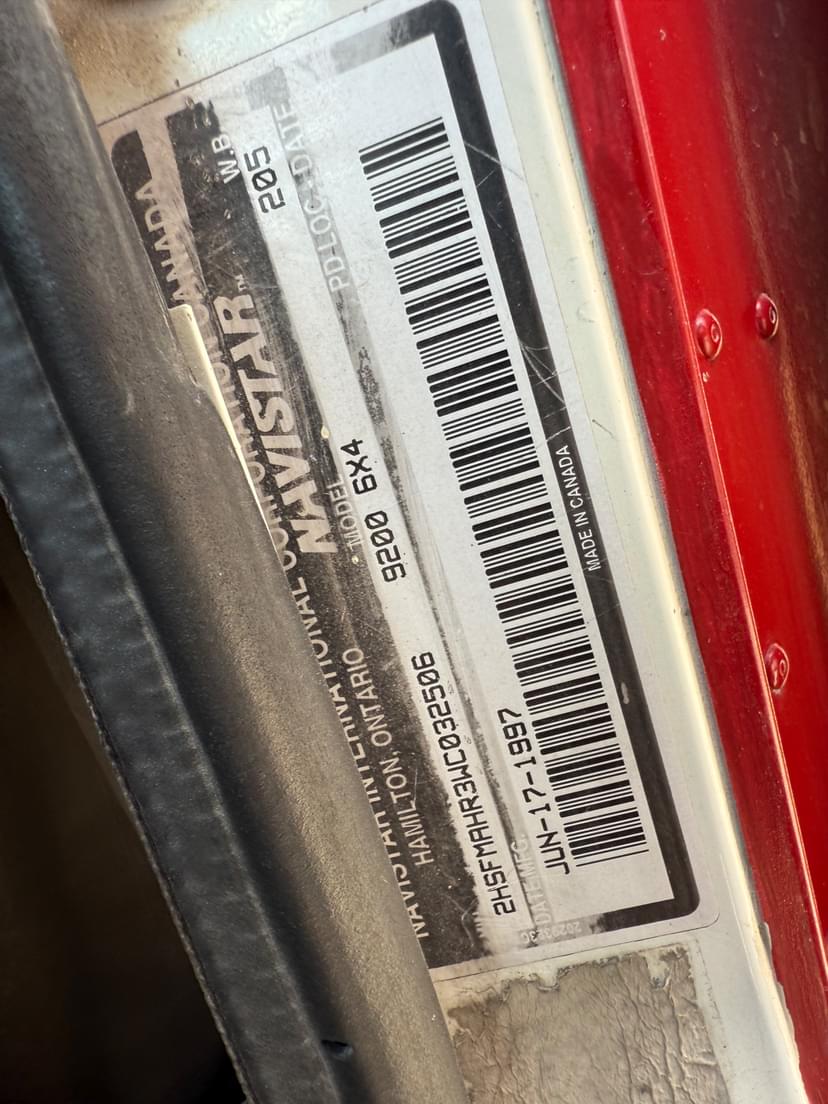 NAVISTAR INTERNATIONAL CORPORATION CANADA
HAMILTON, ONTARIO
NAVISTAR™
MODEL
W.B.
2HSFMAHR3WC032506
9200 6X4
205
DATE MFG.
PD-LOC-DATE
JUN-17-1997
MADE IN CANADA